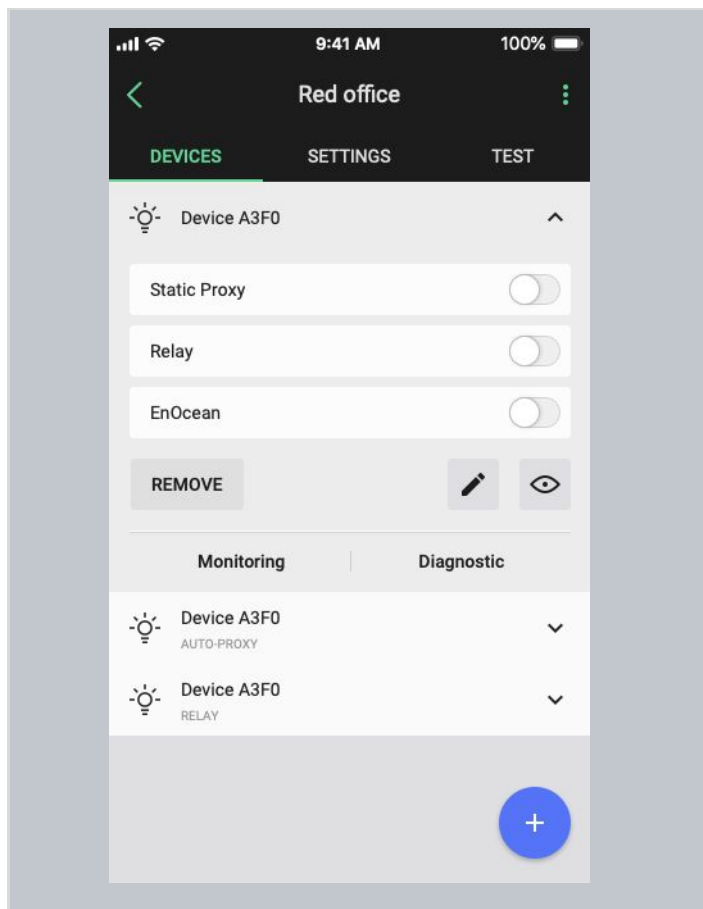 9:41 AM 100%
Red office
DEVICES SETTINGS TEST
Device A3F0
Static Proxy
Relay
EnOcean
REMOVE
Monitoring Diagnostic
Device A3F0
AUTO-PROXY
Device A3F0
RELAY